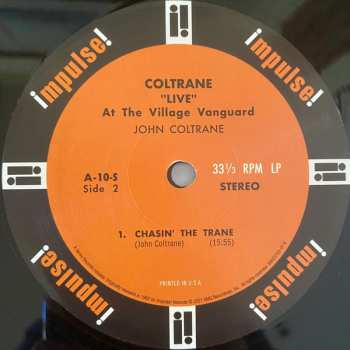 impulse!
impulse!
COLTRANE
"LIVE"
At The Village Vanguard
JOHN COLTRANE
A-10-S
Side 2
33⅓ RPM LP
STEREO
1. CHASIN' THE TRANE
(John Coltrane) (15:55)
PRINTED IN U.S.A
impulse!
impulse!